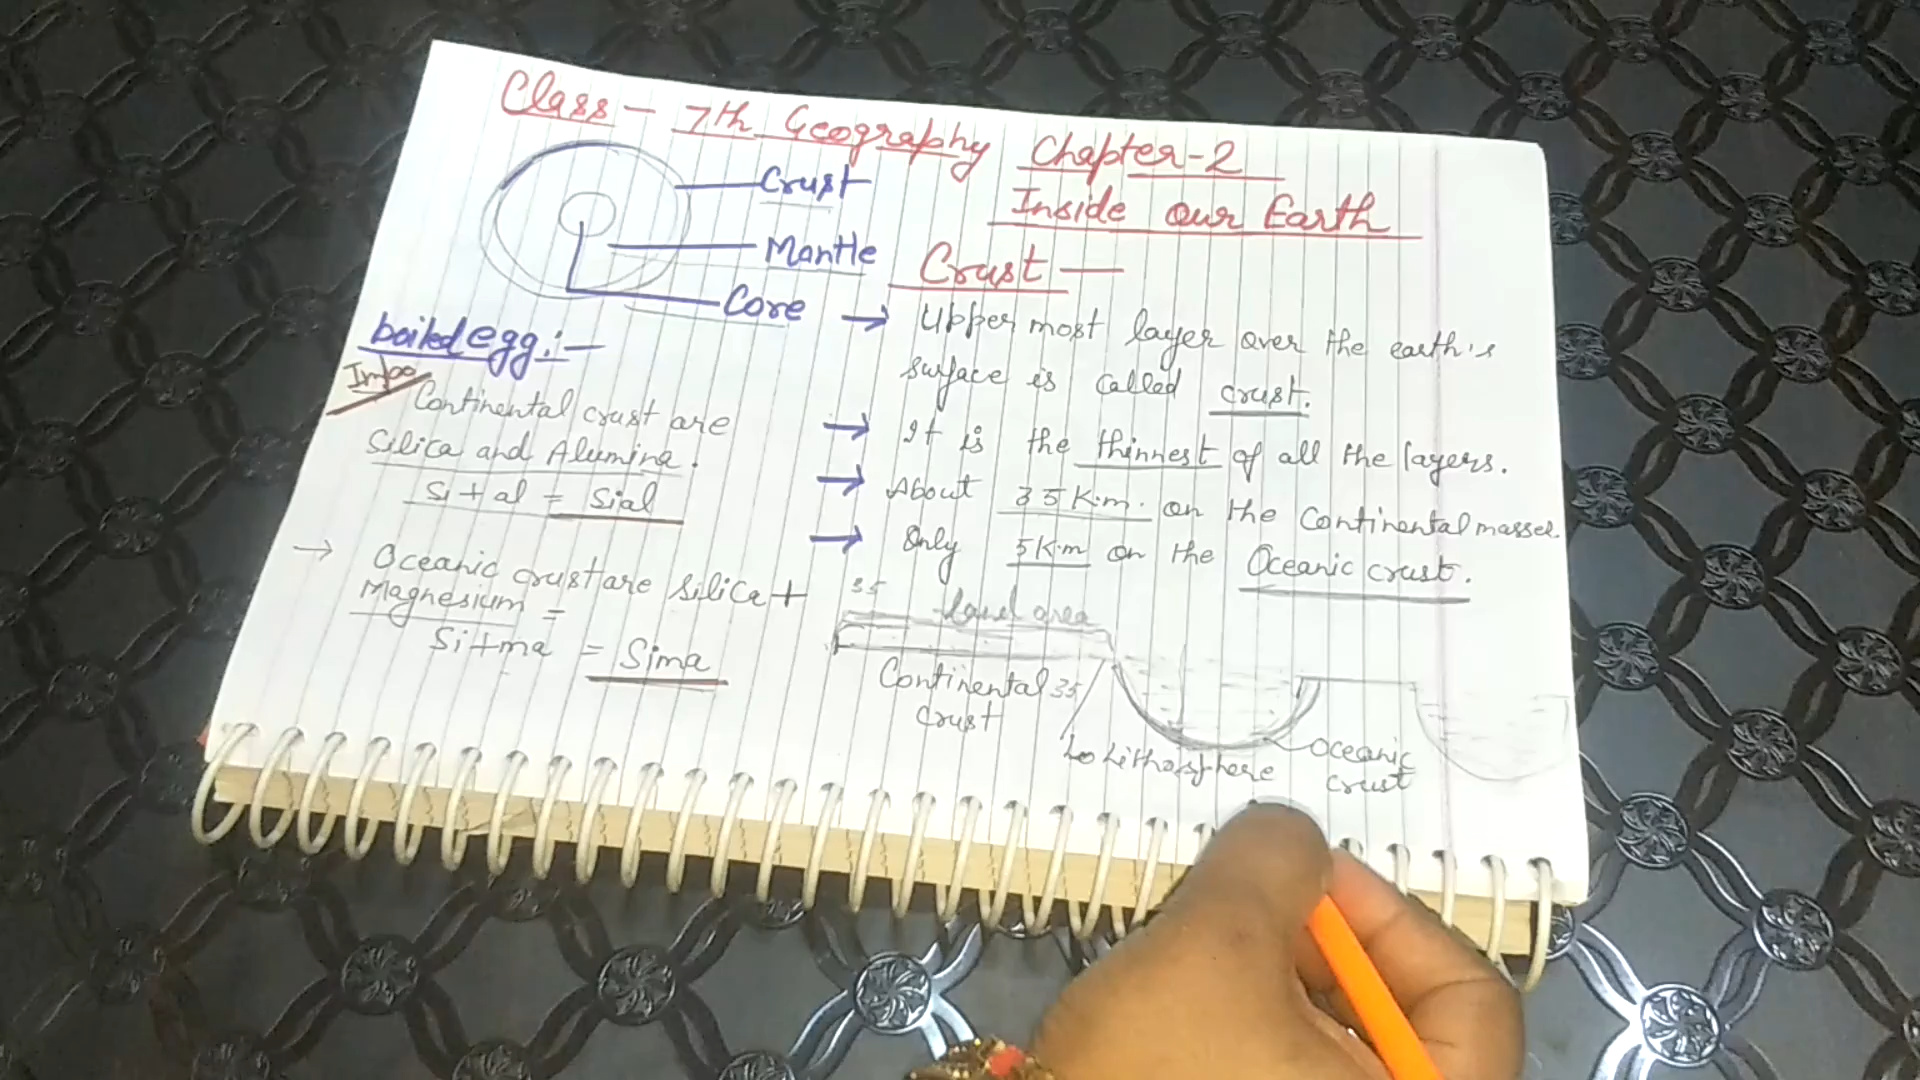 Class - 7th Geography Chapter-2
Inside our Earth
Crust
Mantle
Core
boiled egg:-
Impo
Continental crust are
Silica and Alumina.
Si + al = Sial
→ Oceanic crust are silica +
Magnesium =
Si+ma = Sima
Crust —
→ Upper most layer over the earth's
surface is called crust.
→ It is the thinnest of all the layers.
→ About 35 K.m. on the Continental masses.
→ Only 5 K.m on the Oceanic crust.
35
Land area
Continental 35
Crust
Lithosphere
Oceanic
crust